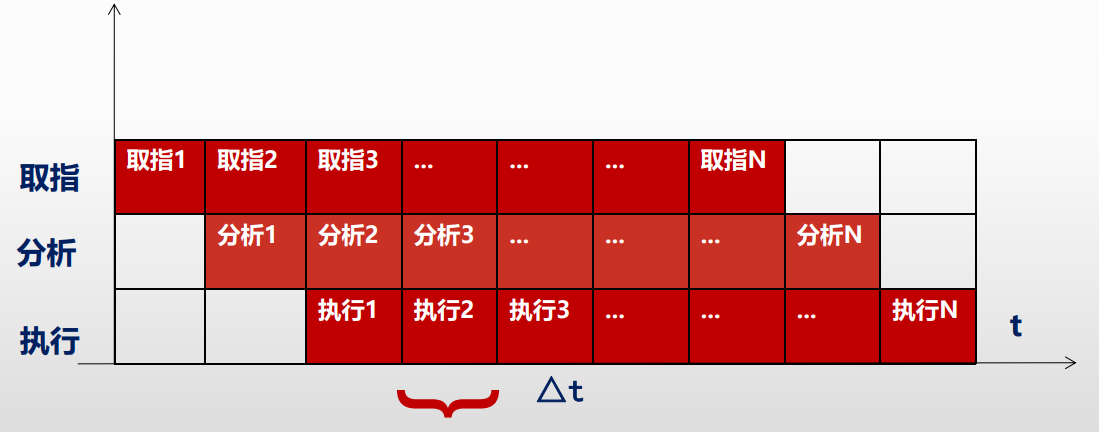 取指 取指1 取指2 取指3 ... ... ... 取指N
分析 分析1 分析2 分析3 ... ... ... 分析N
执行 执行1 执行2 执行3 ... ... ... 执行N
t
△t